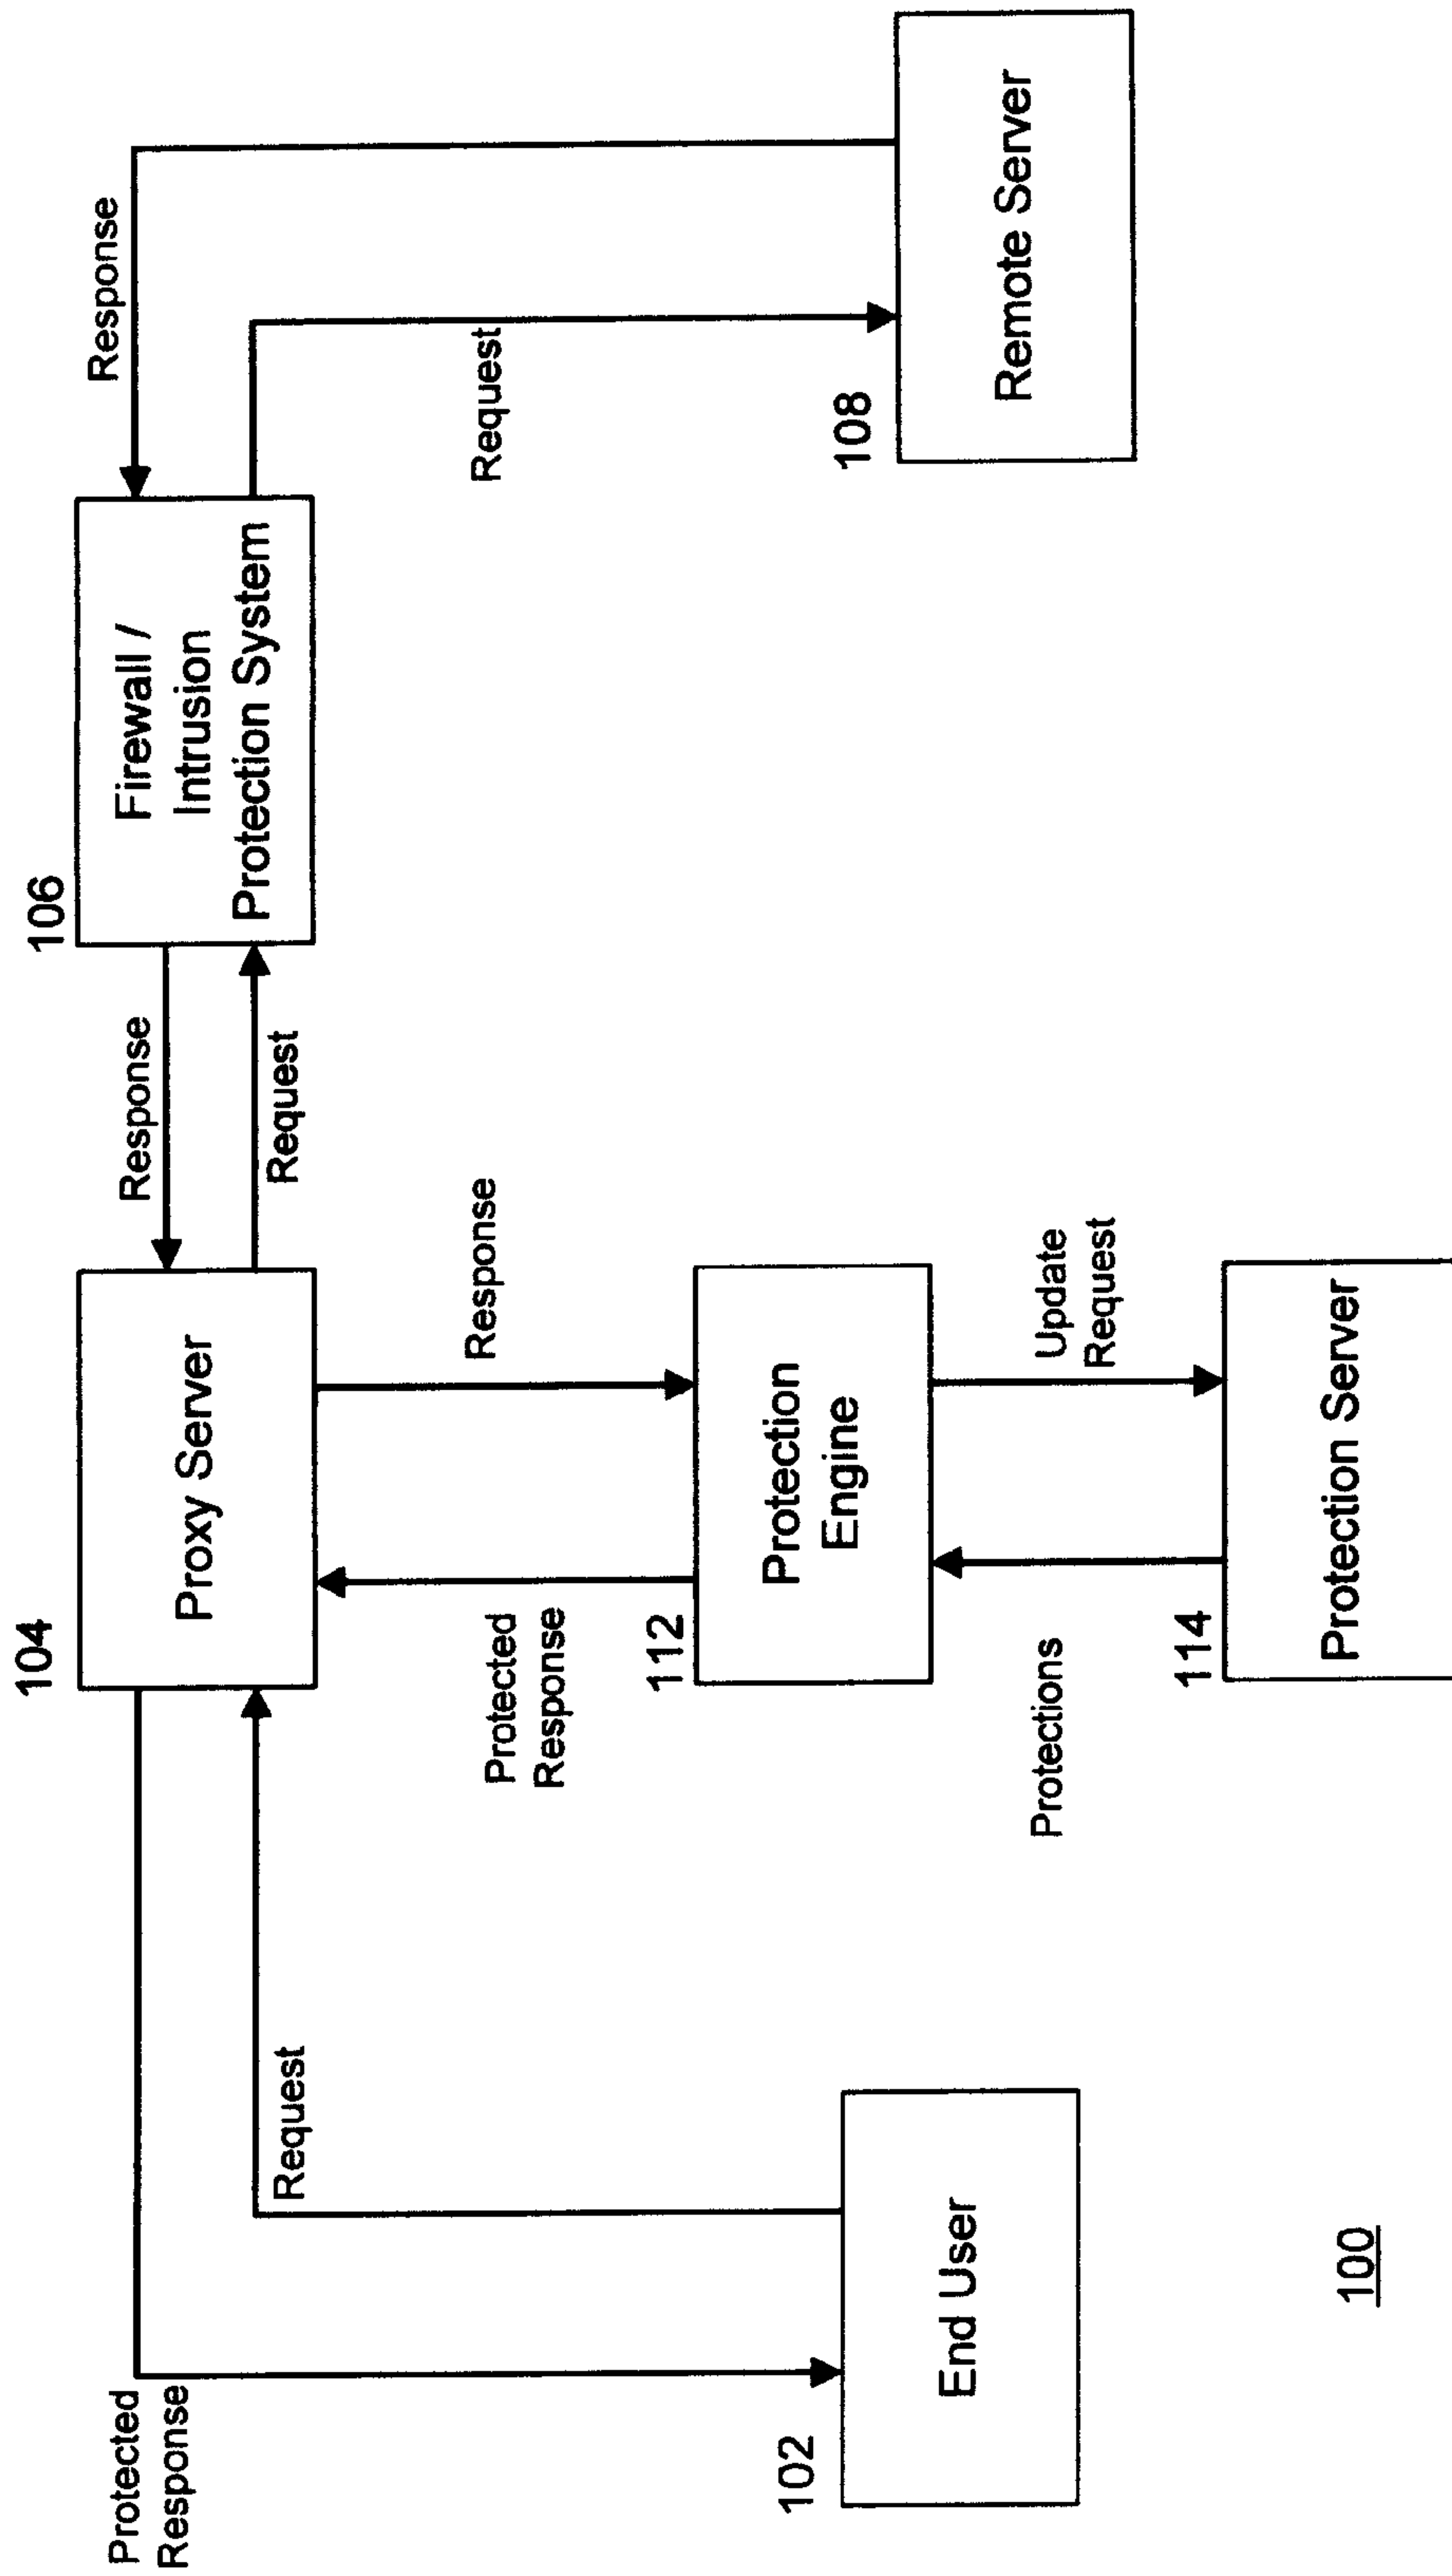 104
106
Protected
Response
Response
Response
Proxy Server
Firewall /
Intrusion
Protection System
Request
Request
Request
Protected
Response
Response
Request
112
108
102
End User
Protection
Engine
Remote Server
Protections
Update
Request
114
Protection Server
100